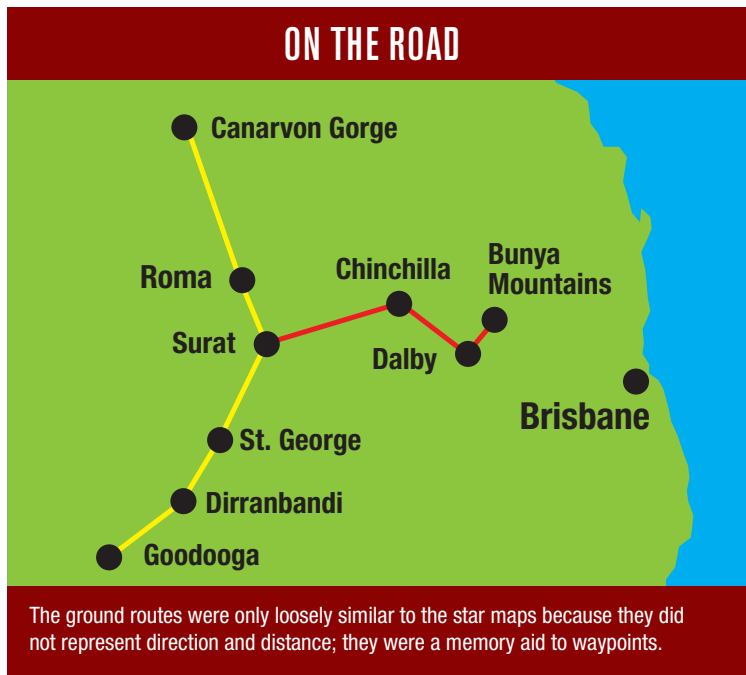 ON THE ROAD
Canarvon Gorge
Roma
Chinchilla
Bunya
Mountains
Surat
Dalby
Brisbane
St. George
Dirranbandi
Goodooga
The ground routes were only loosely similar to the star maps because they did
not represent direction and distance; they were a memory aid to waypoints.